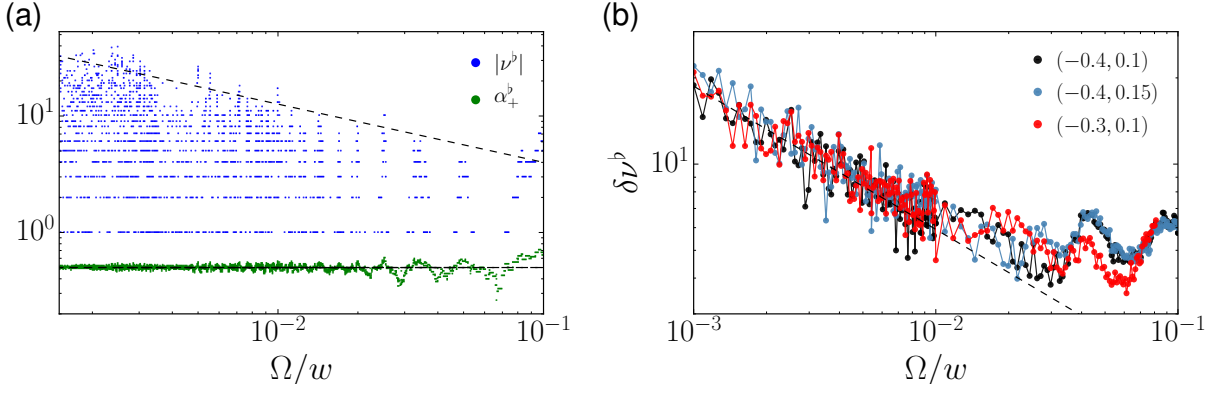 (a)
|ν♭|
α♭₊
10¹
10⁰
10⁻²
10⁻¹
Ω/w
(b)
(−0.4, 0.1)
(−0.4, 0.15)
(−0.3, 0.1)
δν♭
10¹
10⁻³
10⁻²
10⁻¹
Ω/w